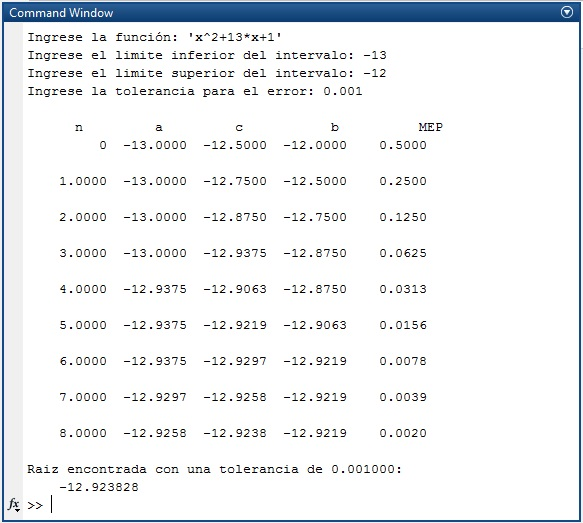 Command Window
Ingrese la función: 'x^2+13*x+1'
Ingrese el limite inferior del intervalo: -13
Ingrese el limite superior del intervalo: -12
Ingrese la tolerancia para el error: 0.001
n a c b MEP
0 -13.0000 -12.5000 -12.0000 0.5000
1.0000 -13.0000 -12.7500 -12.5000 0.2500
2.0000 -13.0000 -12.8750 -12.7500 0.1250
3.0000 -13.0000 -12.9375 -12.8750 0.0625
4.0000 -12.9375 -12.9063 -12.8750 0.0313
5.0000 -12.9375 -12.9219 -12.9063 0.0156
6.0000 -12.9375 -12.9297 -12.9219 0.0078
7.0000 -12.9297 -12.9258 -12.9219 0.0039
8.0000 -12.9258 -12.9238 -12.9219 0.0020
Raiz encontrada con una tolerancia de 0.001000:
-12.923828
fx >>